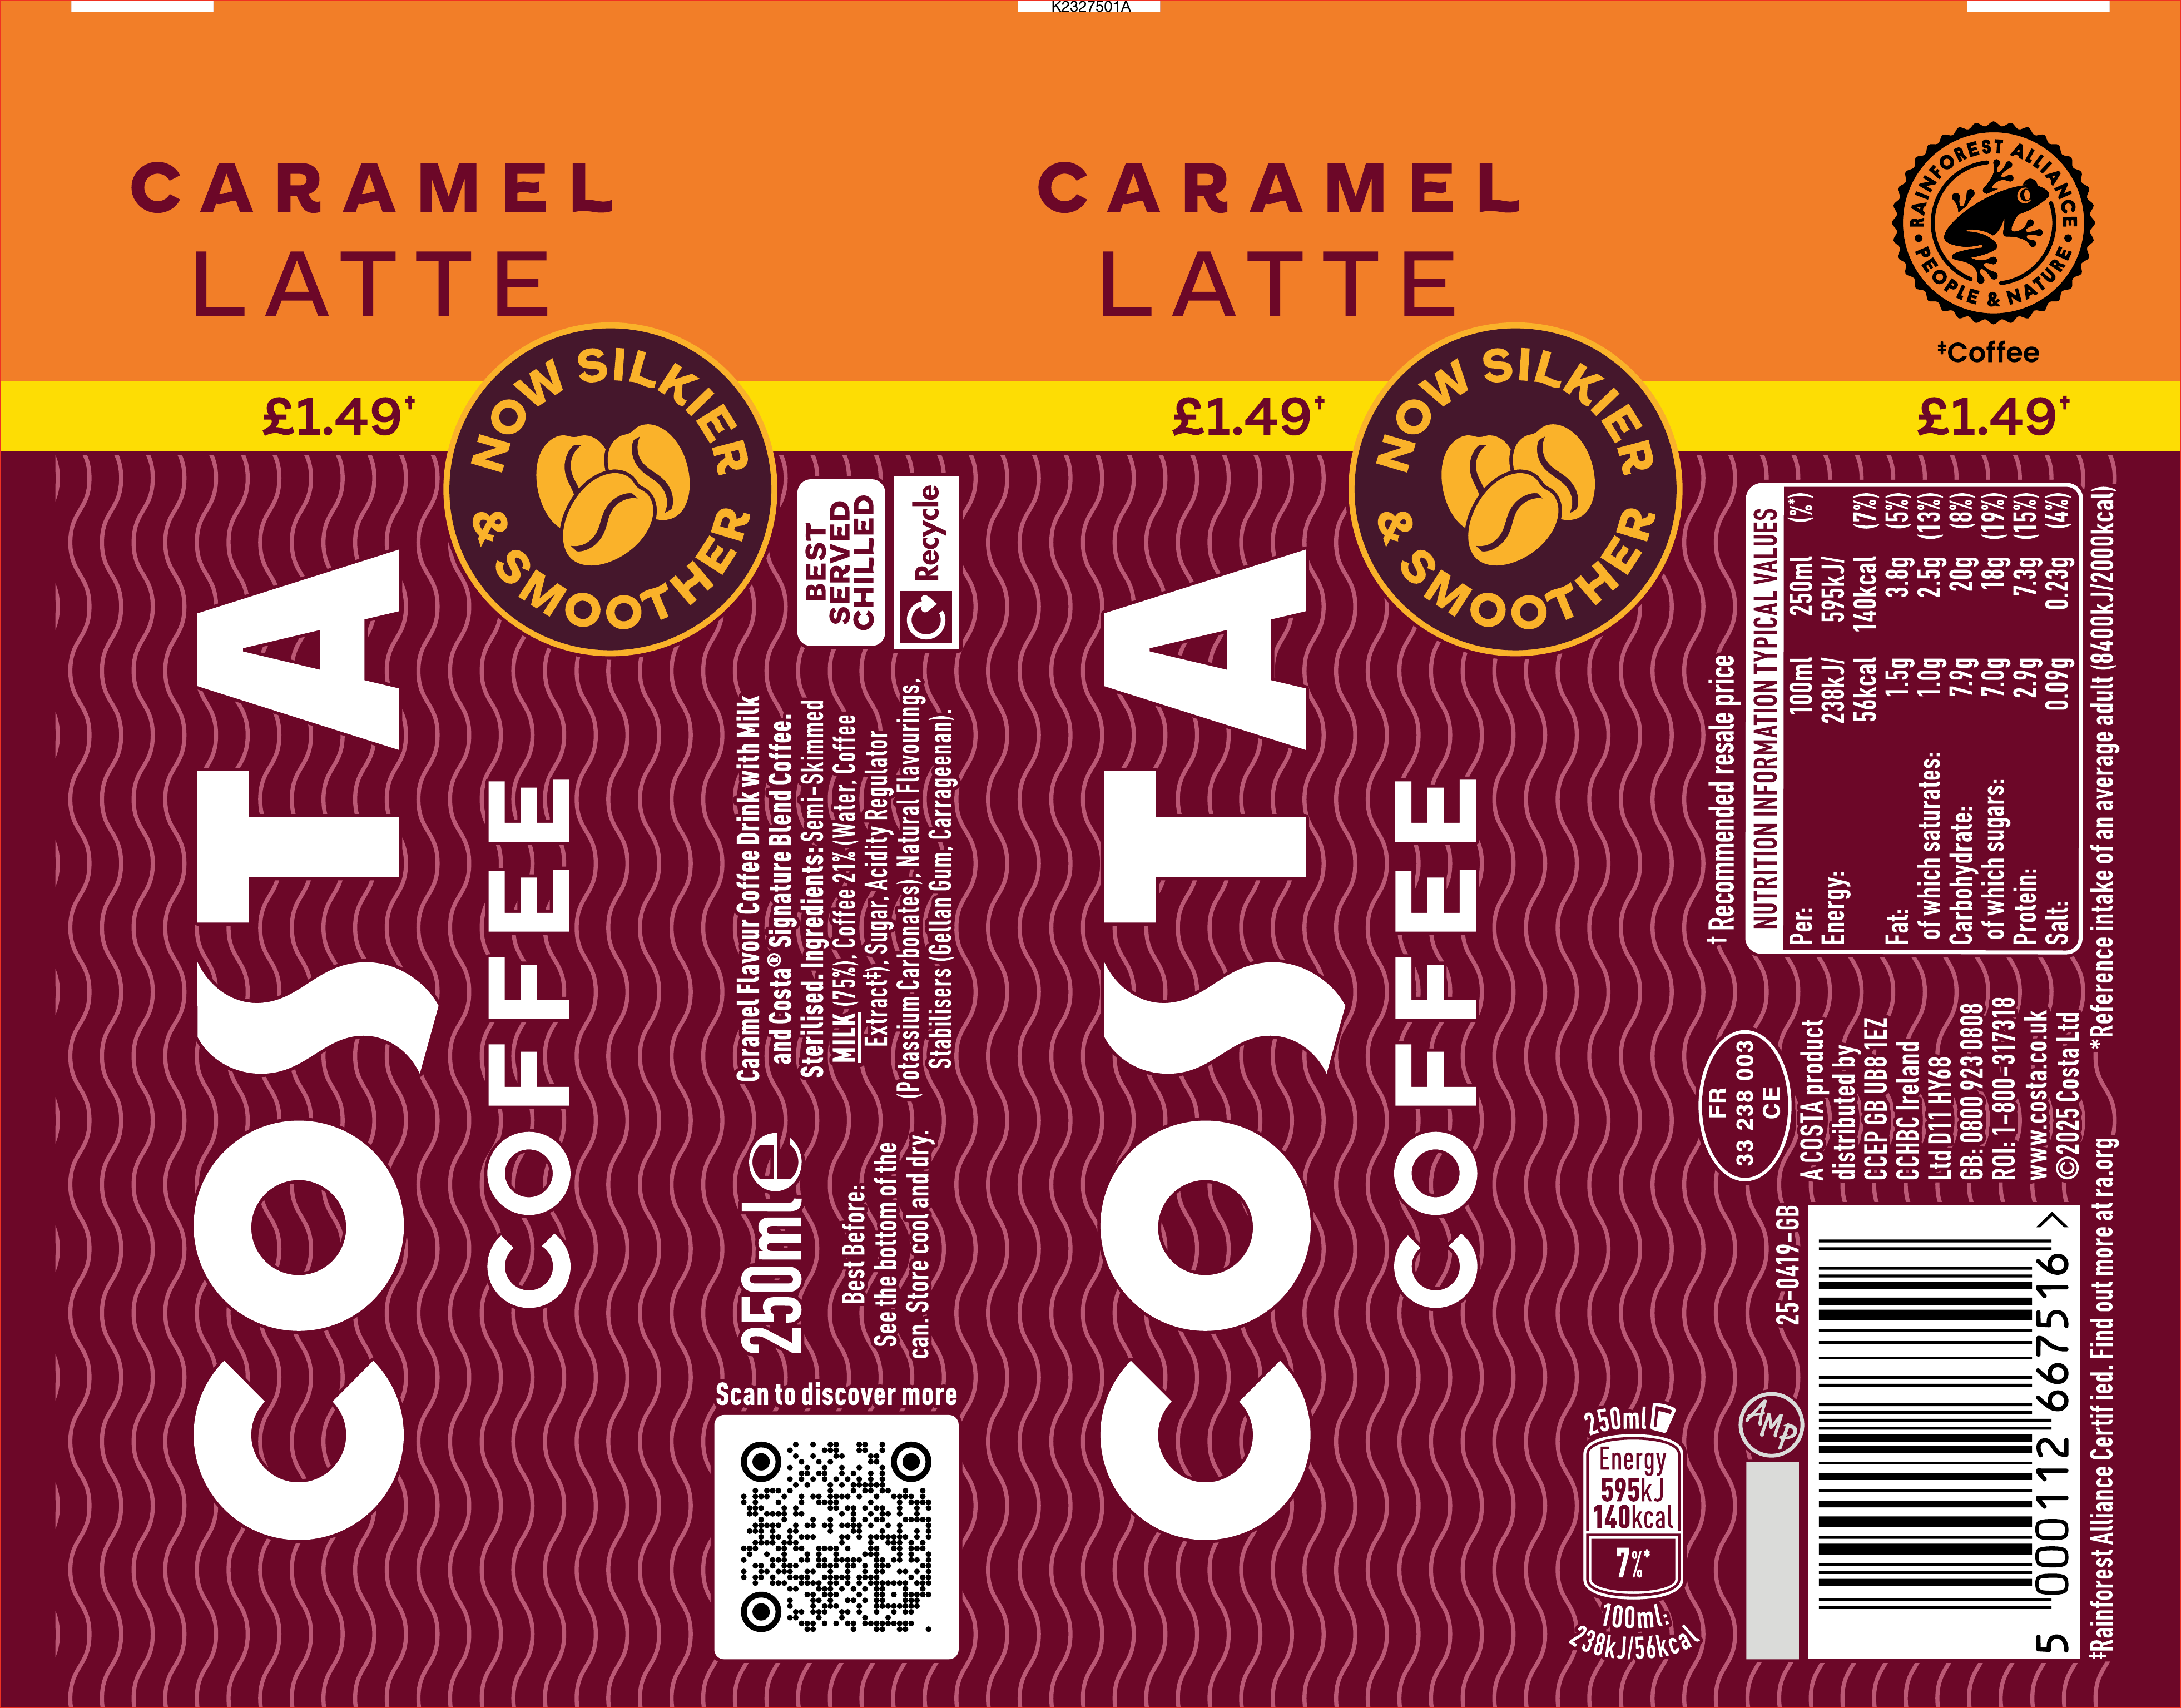 K2327501A
CARAMEL
LATTE
£1.49†
NOW SILKIER
& SMOOTHER
COSTA
COFFEE
BEST
SERVED
CHILLED
Recycle
Caramel Flavour Coffee Drink with Milk
and Costa® Signature Blend Coffee.
Sterilised. Ingredients: Semi-Skimmed
MILK (75%), Coffee 21% (Water, Coffee
Extract‡), Sugar, Acidity Regulator
(Potassium Carbonates), Natural Flavourings,
Stabilisers (Gellan Gum, Carrageenan).
250ml e
Best Before:
See the bottom of the
can. Store cool and dry.
Scan to discover more
CARAMEL
LATTE
£1.49†
NOW SILKIER
& SMOOTHER
COSTA
COFFEE
RAINFOREST ALLIANCE
PEOPLE & NATURE
‡Coffee
£1.49†
† Recommended resale price
NUTRITION INFORMATION TYPICAL VALUES
Per: 100ml 250ml (%*)
Energy: 238kJ/ 595kJ/
56kcal 140kcal (7%)
Fat: 1.5g 3.8g (5%)
of which saturates: 1.0g 2.5g (13%)
Carbohydrate: 7.9g 20g (8%)
of which sugars: 7.0g 18g (19%)
Protein: 2.9g 7.3g (15%)
Salt: 0.09g 0.23g (4%)
*Reference intake of an average adult (8400kJ/2000kcal)
FR
33 238 003
CE
A COSTA product
distributed by
CCEP GB UB8 1EZ
CCHBC Ireland
Ltd D11 HY68
GB: 0800 923 0808
ROI: 1-800-317318
www.costa.co.uk
©2025 Costa Ltd
25-0419-GB
250ml
Energy
595kJ
140kcal
7%*
100ml:
238kJ/56kcal
AMP
5 000112 667516 >
‡Rainforest Alliance Certified. Find out more at ra.org